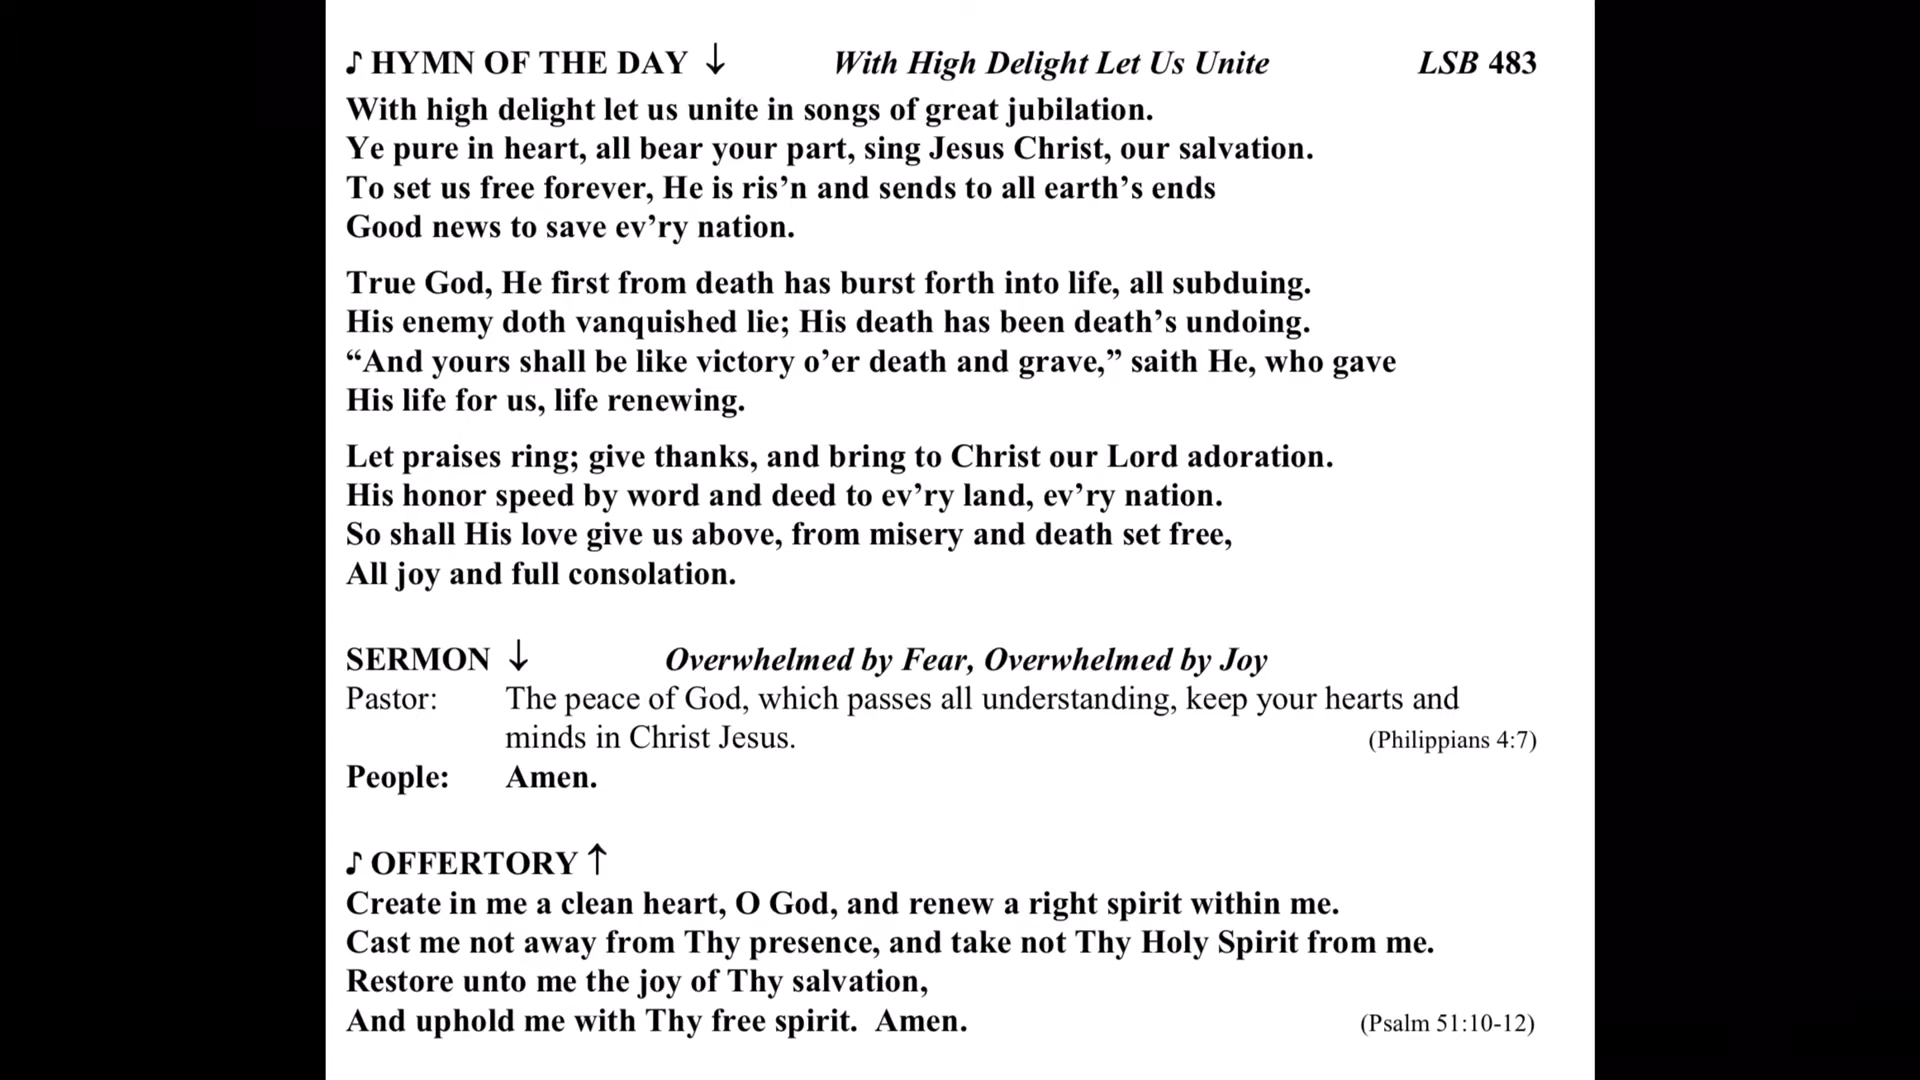 ♪ HYMN OF THE DAY ↓ With High Delight Let Us Unite LSB 483
With high delight let us unite in songs of great jubilation.
Ye pure in heart, all bear your part, sing Jesus Christ, our salvation.
To set us free forever, He is ris’n and sends to all earth’s ends
Good news to save ev’ry nation.
True God, He first from death has burst forth into life, all subduing.
His enemy doth vanquished lie; His death has been death’s undoing.
“And yours shall be like victory o’er death and grave,” saith He, who gave
His life for us, life renewing.
Let praises ring; give thanks, and bring to Christ our Lord adoration.
His honor speed by word and deed to ev’ry land, ev’ry nation.
So shall His love give us above, from misery and death set free,
All joy and full consolation.
SERMON ↓ Overwhelmed by Fear, Overwhelmed by Joy
Pastor: The peace of God, which passes all understanding, keep your hearts and
minds in Christ Jesus. (Philippians 4:7)
People: Amen.
♪ OFFERTORY ↑
Create in me a clean heart, O God, and renew a right spirit within me.
Cast me not away from Thy presence, and take not Thy Holy Spirit from me.
Restore unto me the joy of Thy salvation,
And uphold me with Thy free spirit.  Amen. (Psalm 51:10-12)